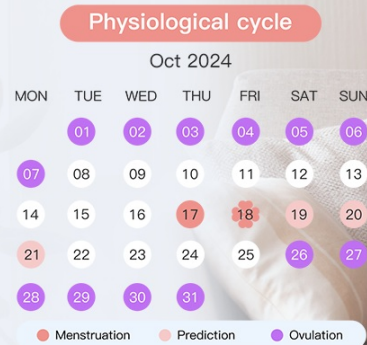 Physiological cycle
Oct 2024
MON TUE WED THU FRI SAT SUN
01 02 03 04 05 06
07 08 09 10 11 12 13
14 15 16 17 18 19 20
21 22 23 24 25 26 27
28 29 30 31
Menstruation Prediction Ovulation